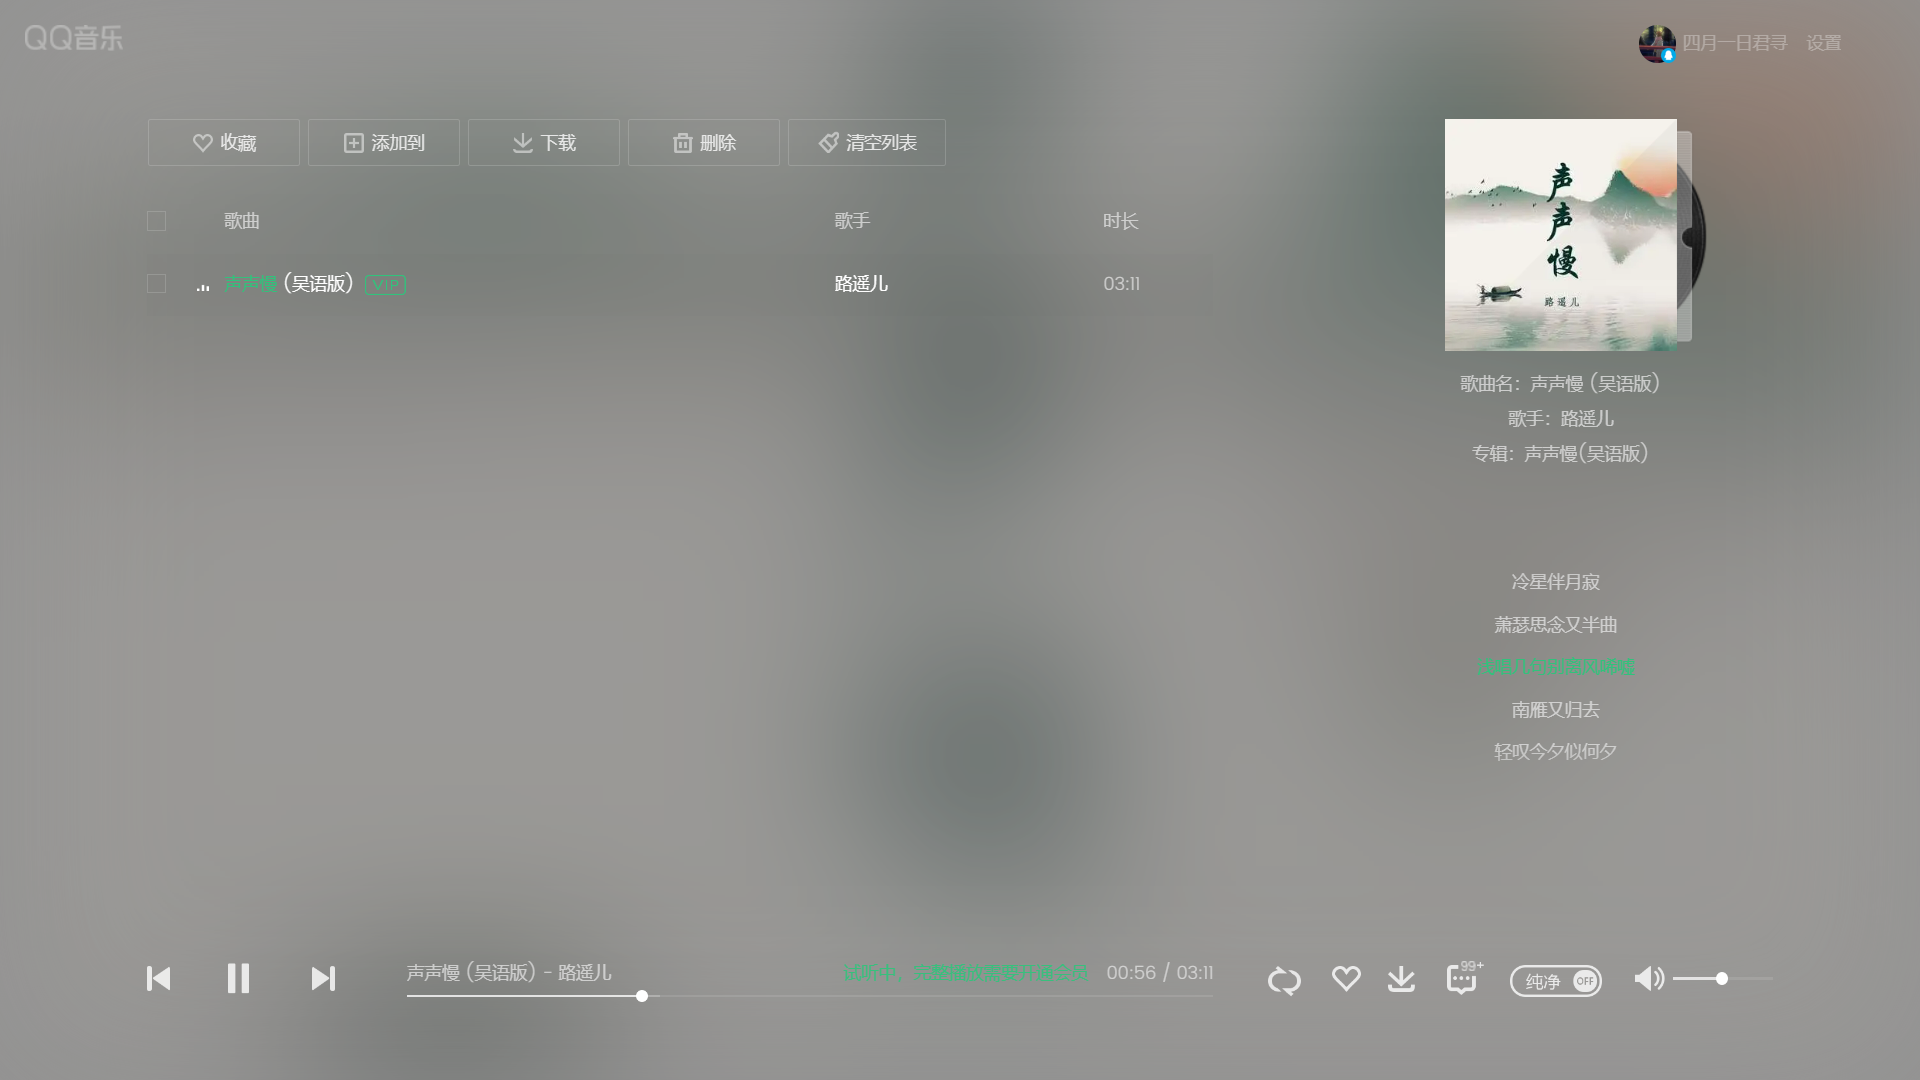 QQ音乐
四月一日君寻 设置
收藏 添加到 下载 删除 清空列表
歌曲 歌手 时长
声声慢 (吴语版) VIP 路遥儿 03:11
声声慢
路遥儿
歌曲名：声声慢 (吴语版)
歌手：路遥儿
专辑：声声慢(吴语版)
冷星伴月寂
萧瑟思念又半曲
南雁又归去
轻叹今夕似何夕
声声慢 (吴语版) - 路遥儿
试听中，
00:56 / 03:11
99+
纯净 OFF